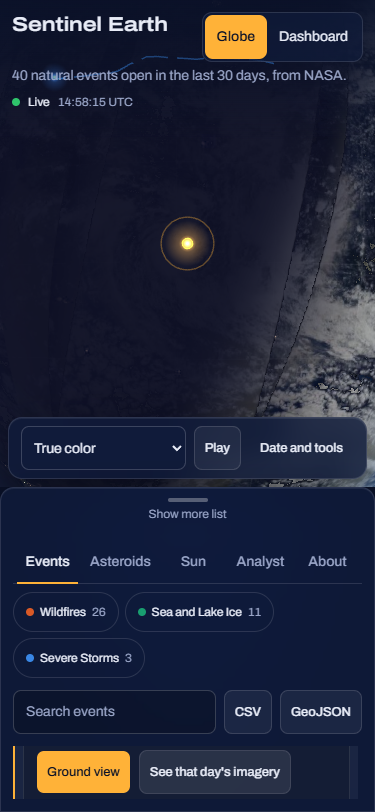 Sentinel Earth
Globe
Dashboard
40 natural events open in the last 30 days, from NASA.
Live 14:58:15 UTC
True color
Play
Date and tools
Show more list
Events
Asteroids
Sun
Analyst
About
Wildfires 26
Sea and Lake Ice 11
Severe Storms 3
Search events
CSV
GeoJSON
Ground view
See that day's imagery